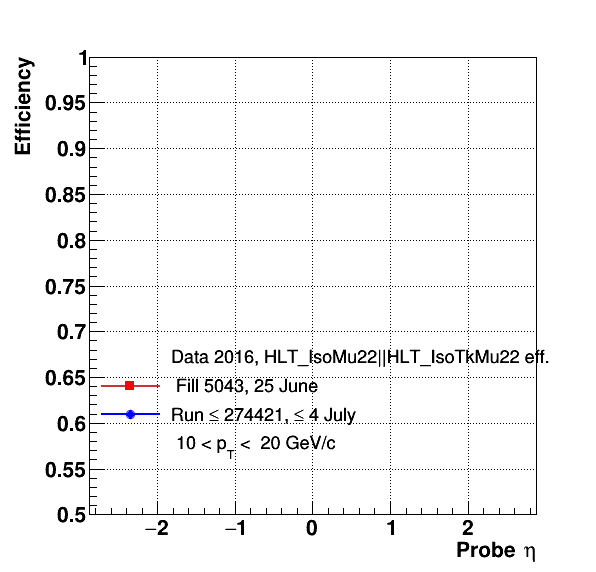 Efficiency
1
0.95
0.9
0.85
0.8
0.75
0.7
0.65
0.6
0.55
0.5
Data 2016, HLT_IsoMu22||HLT_IsoTkMu22 eff.
Fill 5043, 25 June
Run ≤ 274421, ≤ 4 July
10 < p_T < 20 GeV/c
−2 −1 0 1 2
Probe η